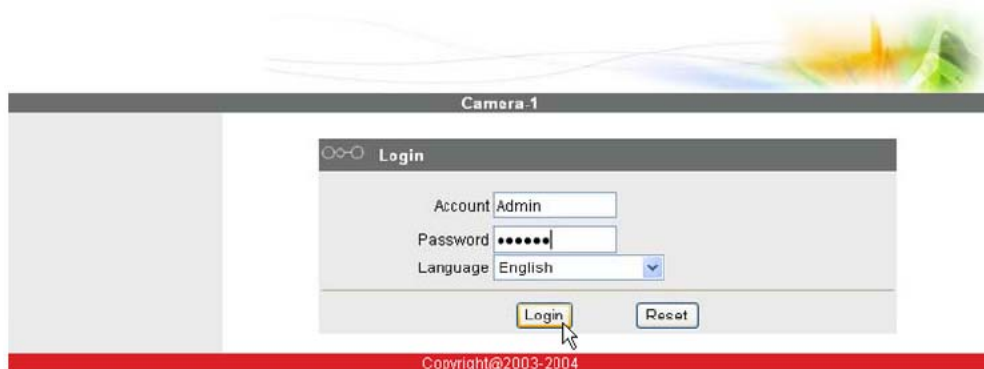 Camera-1
Login
Account Admin
Password ••••••
Language English
Login Reset
Copyright@2003-2004